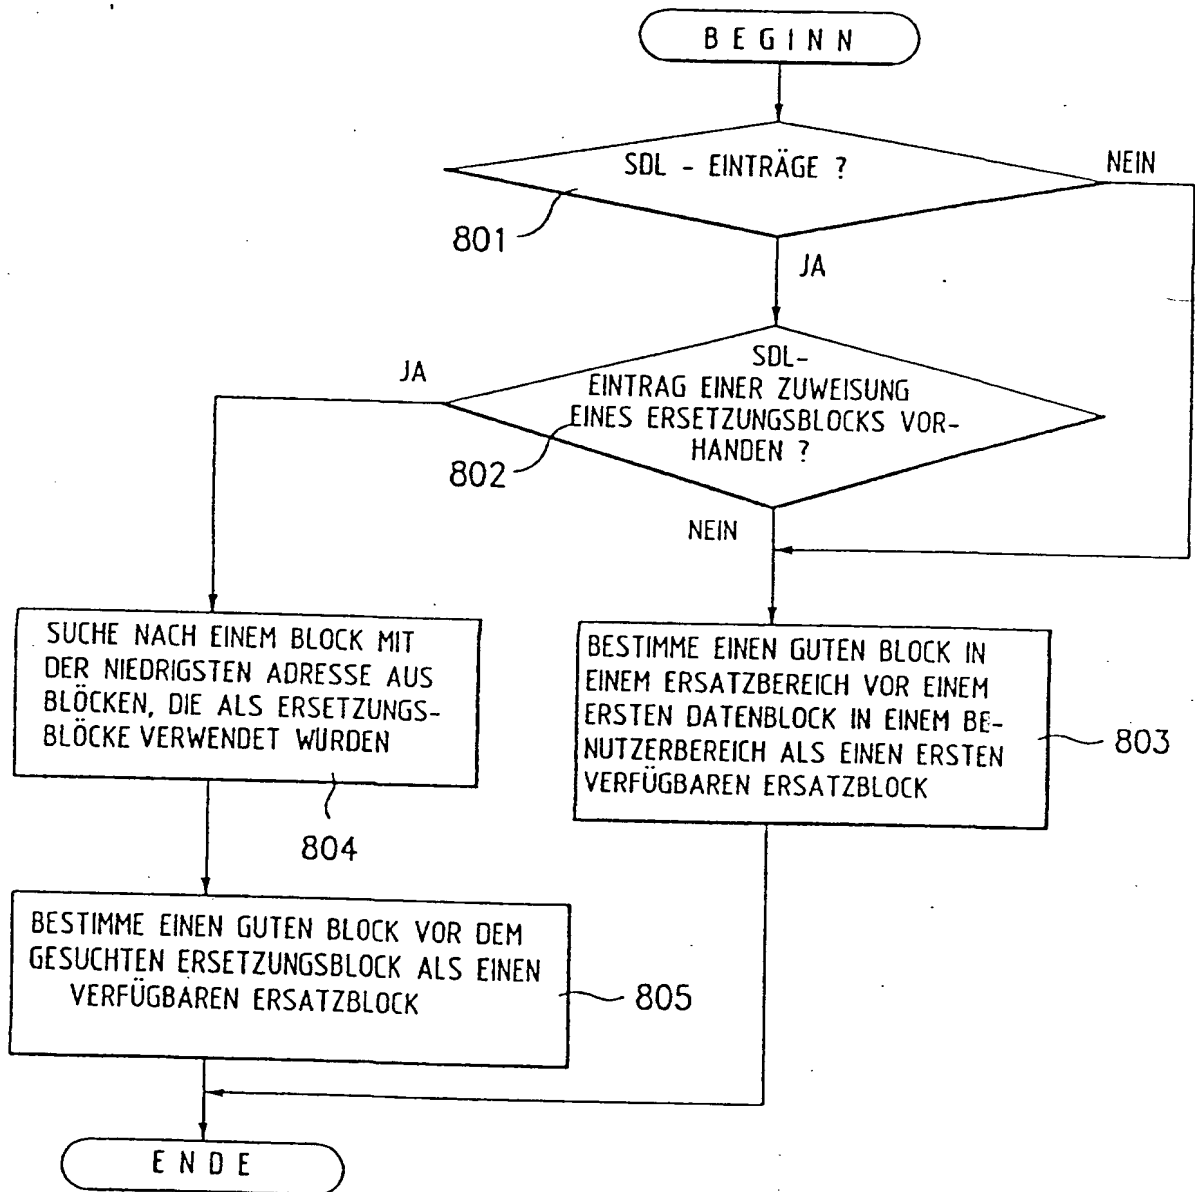 BEGINN
SDL - EINTRÄGE ?
NEIN
801
JA
SDL-
EINTRAG EINER ZUWEISUNG
EINES ERSETZUNGSBLOCKS VOR-
HANDEN ?
JA
802
NEIN
SUCHE NACH EINEM BLOCK MIT
DER NIEDRIGSTEN ADRESSE AUS
BLÖCKEN, DIE ALS ERSETZUNGS-
BLÖCKE VERWENDET WURDEN
804
BESTIMME EINEN GUTEN BLOCK IN
EINEM ERSATZBEREICH VOR EINEM
ERSTEN DATENBLOCK IN EINEM BE-
NUTZERBEREICH ALS EINEN ERSTEN
VERFÜGBAREN ERSATZBLOCK
803
BESTIMME EINEN GUTEN BLOCK VOR DEM
GESUCHTEN ERSETZUNGSBLOCK ALS EINEN
VERFÜGBAREN ERSATZBLOCK
805
ENDE